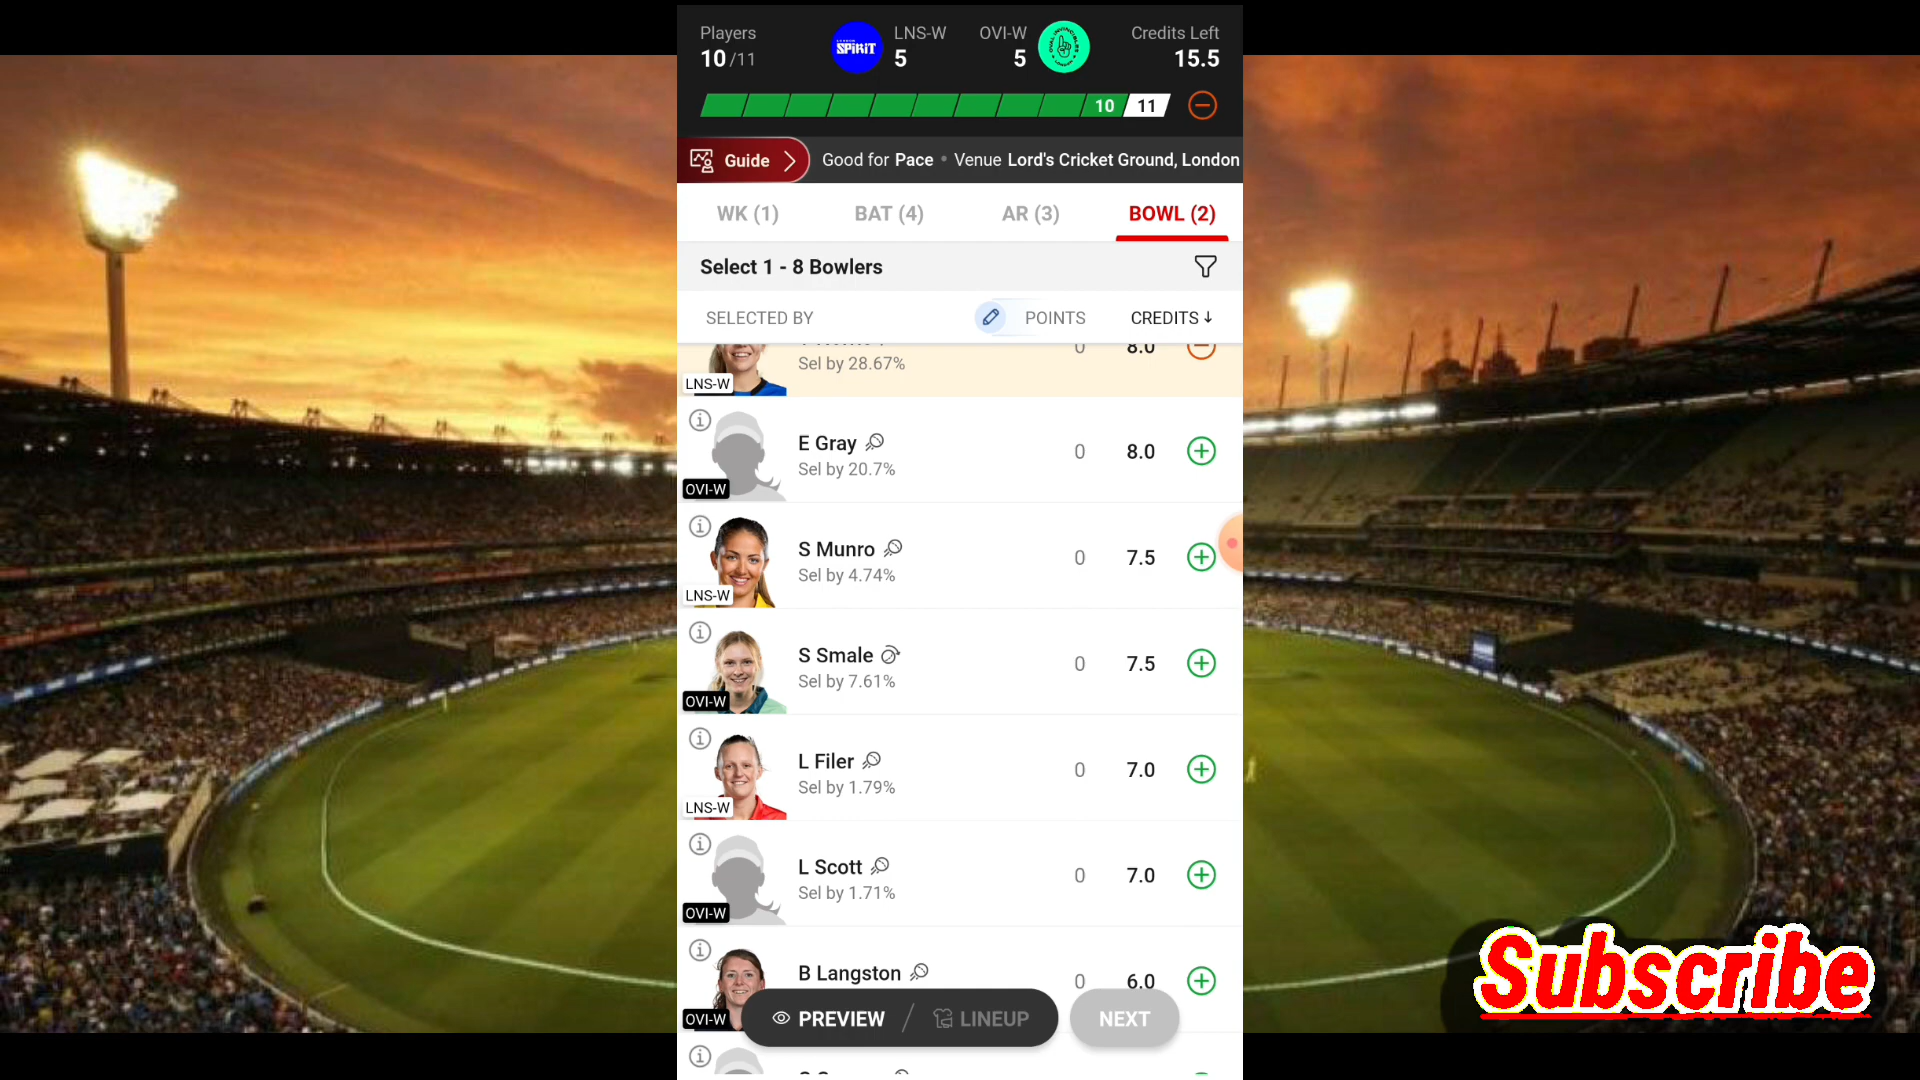 Players
10 /11
SPIRIT
LNS-W
5
OVI-W
5
Credits Left
15.5
10
11
Guide
Good for Pace • Venue Lord's Cricket Ground, London
WK (1)
BAT (4)
AR (3)
BOWL (2)
Select 1 - 8 Bowlers
SELECTED BY
POINTS
CREDITS↓
Sel by 28.67%
0
8.0
LNS-W
E Gray
Sel by 20.7%
0
8.0
OVI-W
S Munro
Sel by 4.74%
0
7.5
LNS-W
S Smale
Sel by 7.61%
0
7.5
OVI-W
L Filer
Sel by 1.79%
0
7.0
LNS-W
L Scott
Sel by 1.71%
0
7.0
OVI-W
B Langston
0
6.0
OVI-W
PREVIEW / LINEUP
NEXT
Subscribe